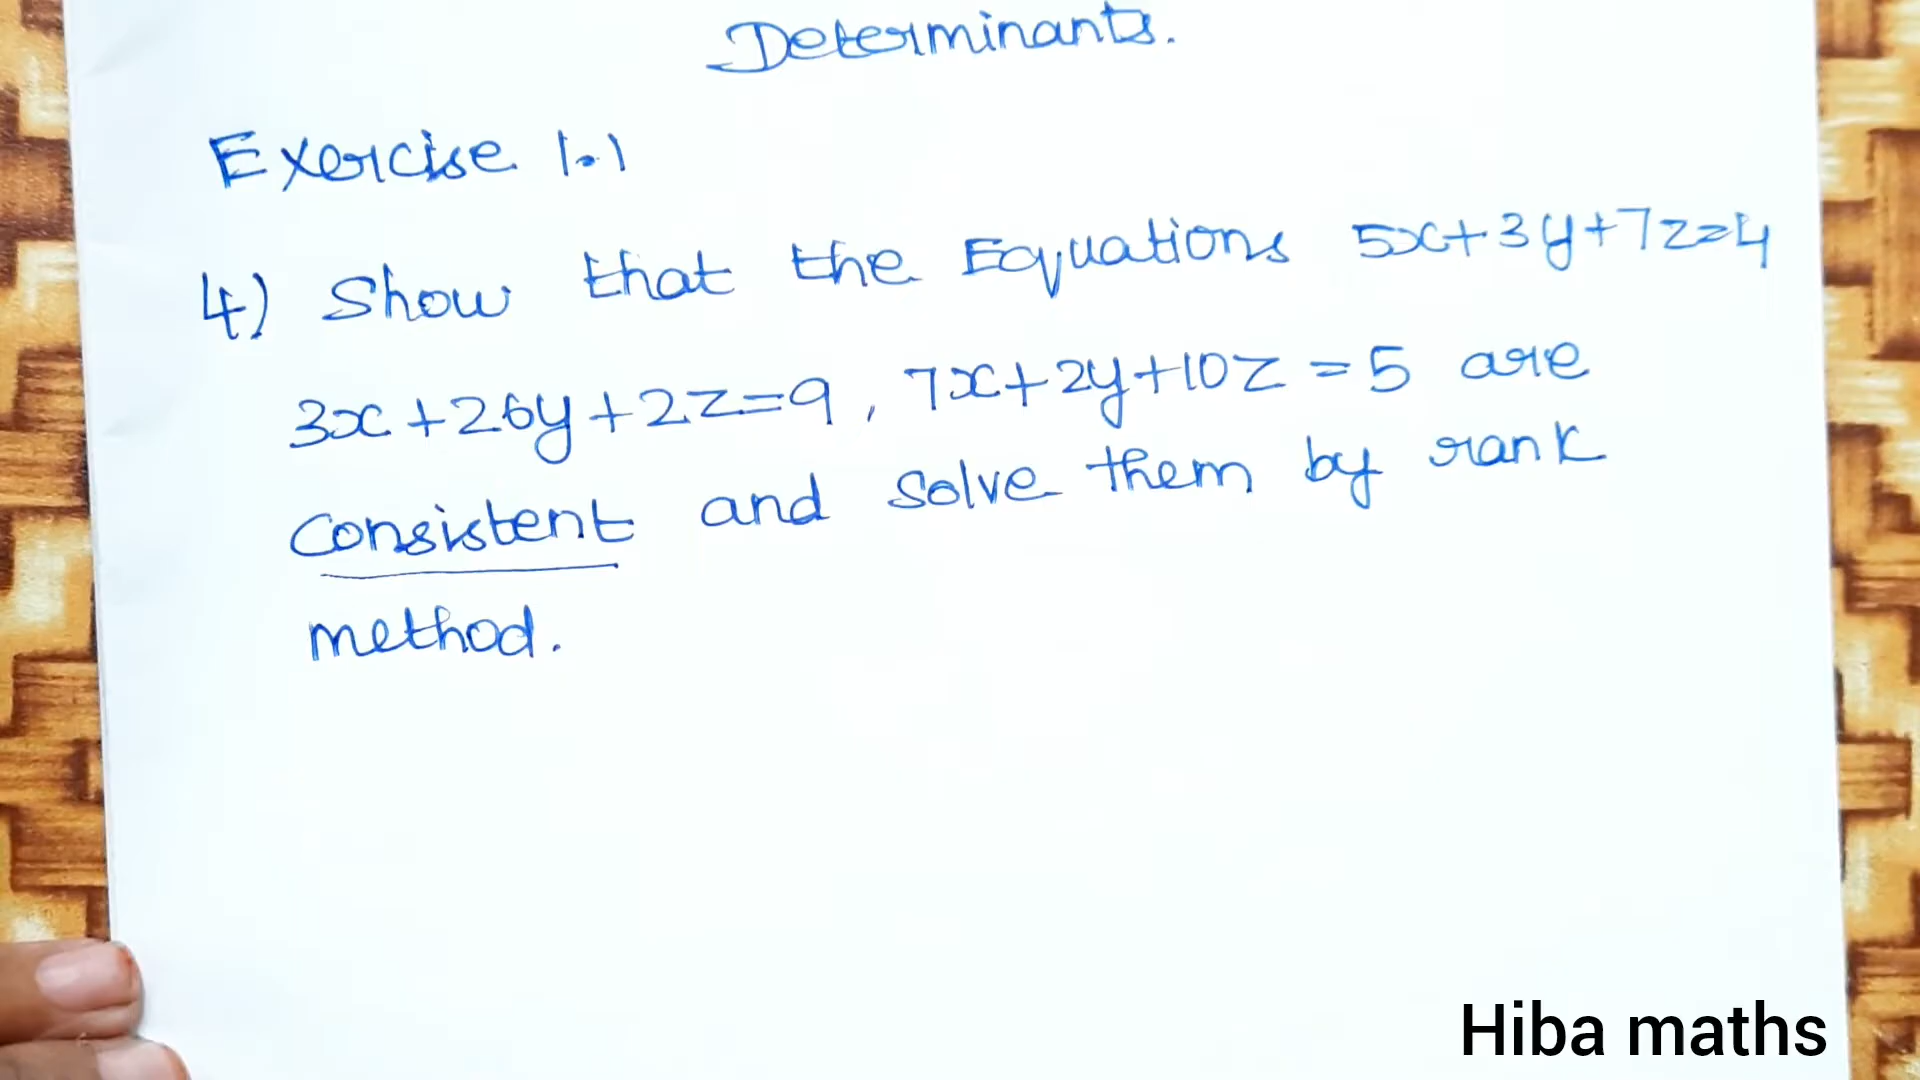 Determinants.
Exercise 1.1
4) Show that the Equations 5x+3y+7z=4
3x+26y+2z=9, 7x+2y+10z=5 are
Consistent and solve them by rank
method.
Hiba maths